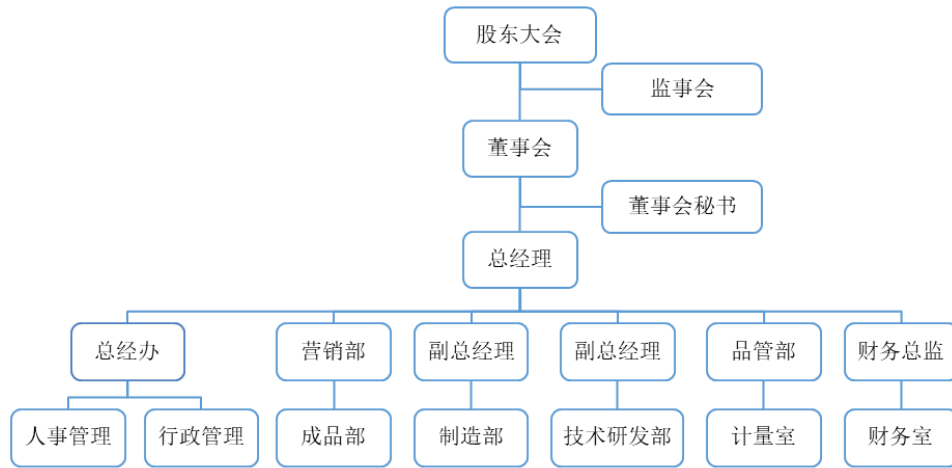 股东大会
监事会
董事会
董事会秘书
总经理
总经办
营销部
副总经理
副总经理
品管部
财务总监
人事管理
行政管理
成品部
制造部
技术研发部
计量室
财务室